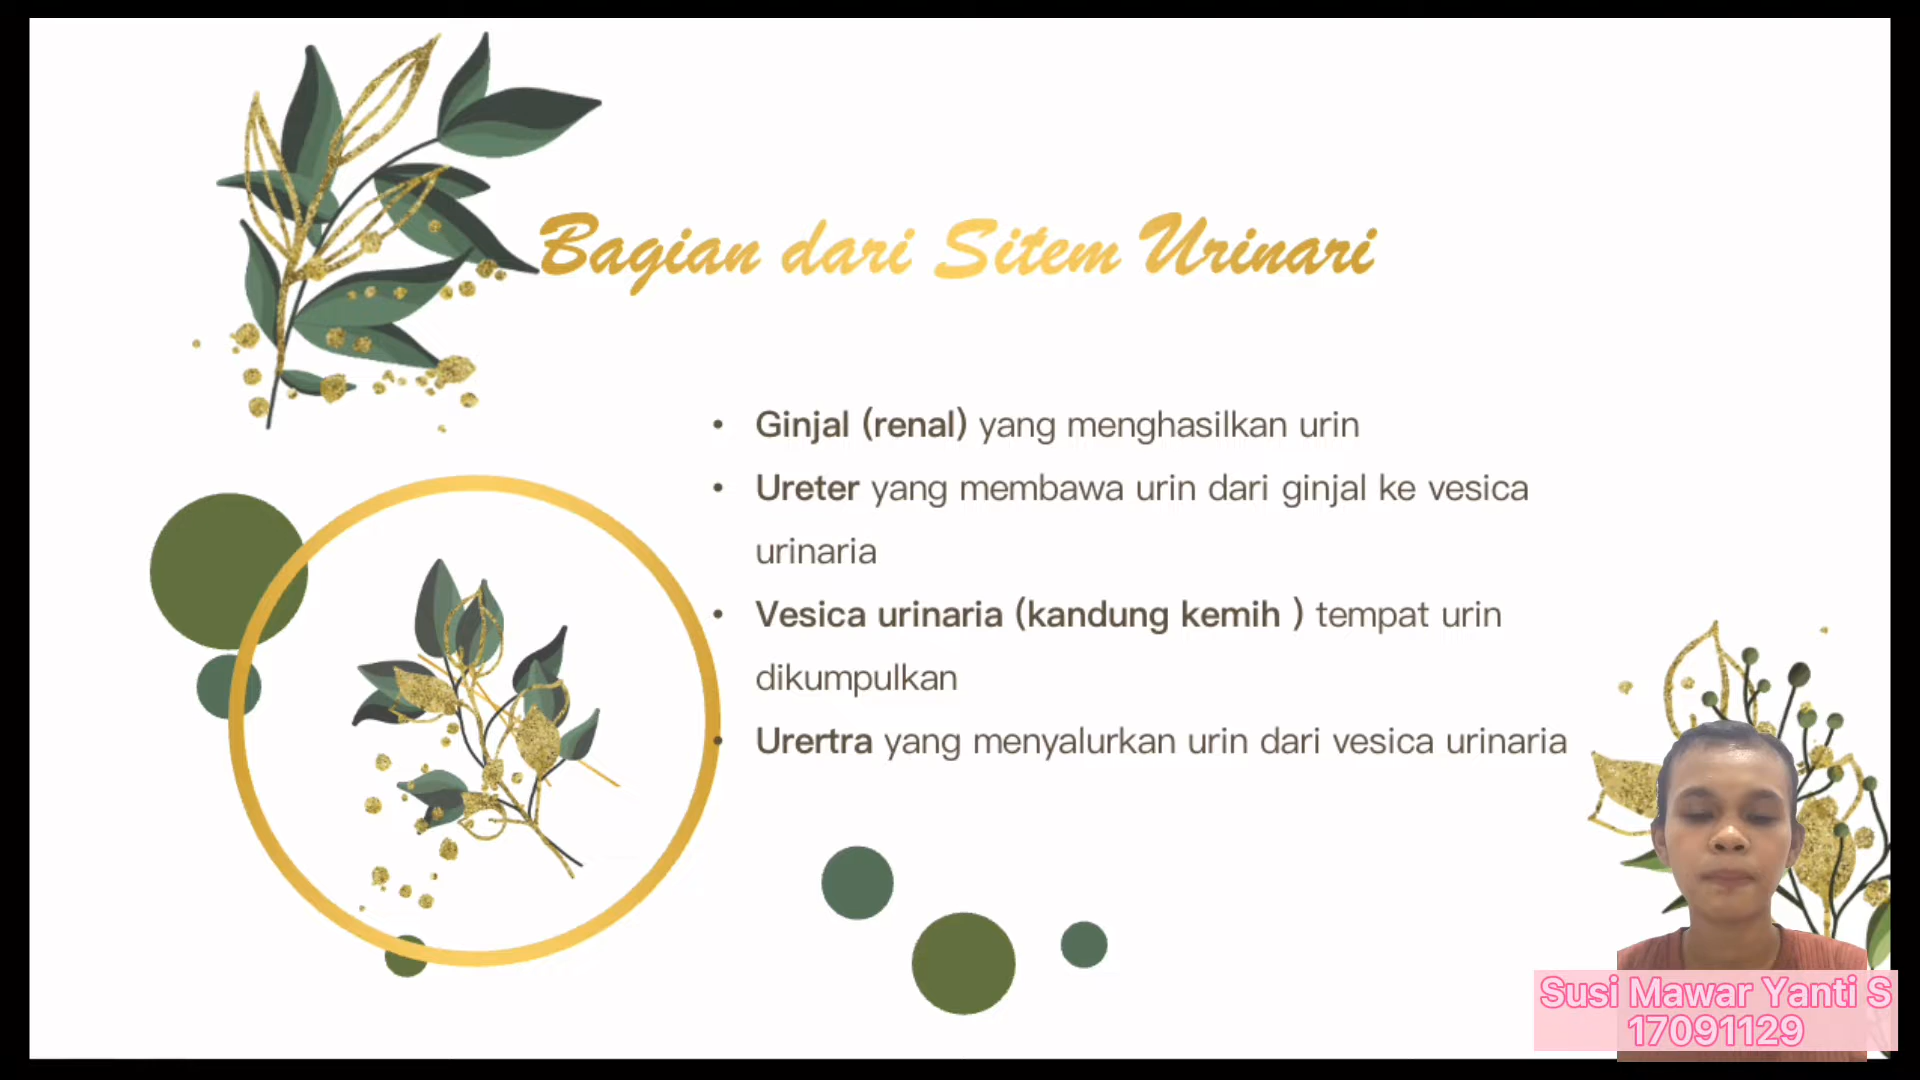 Bagian dari Sitem Urinari
• Ginjal (renal) yang menghasilkan urin
• Ureter yang membawa urin dari ginjal ke vesica
urinaria
• Vesica urinaria (kandung kemih ) tempat urin
dikumpulkan
• Urertra yang menyalurkan urin dari vesica urinaria
Susi Mawar Yanti S
17091129